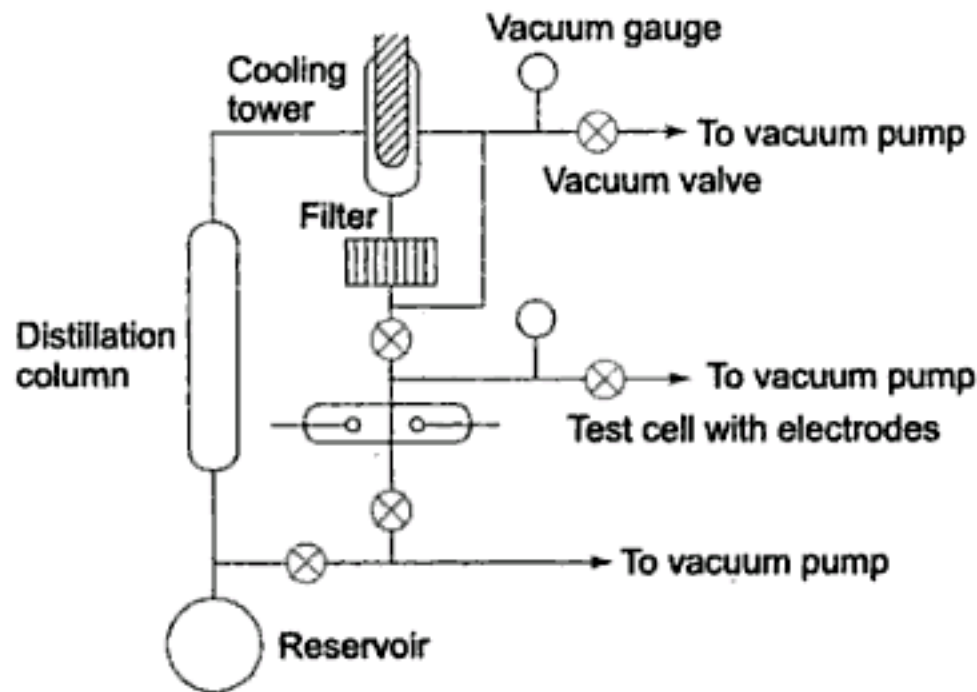 Vacuum gauge
Cooling
tower
To vacuum pump
Vacuum valve
Filter
Distillation
column
To vacuum pump
Test cell with electrodes
To vacuum pump
Reservoir